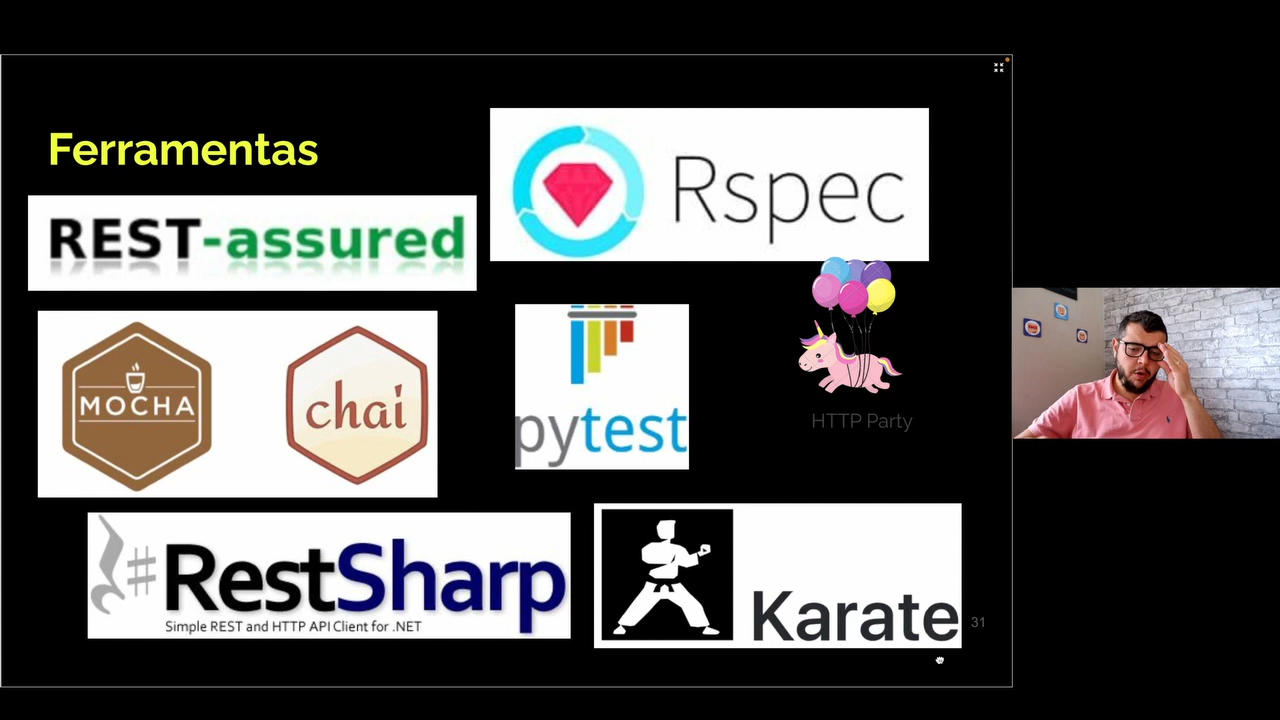 Ferramentas
Rspec
REST-assured
MOCHA
chai
pytest
HTTP Party
RestSharp
Simple REST and HTTP API Client for .NET
Karate
31